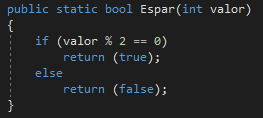 public static bool Espar(int valor)
{
    if (valor % 2 == 0)
        return (true);
    else
        return (false);
}